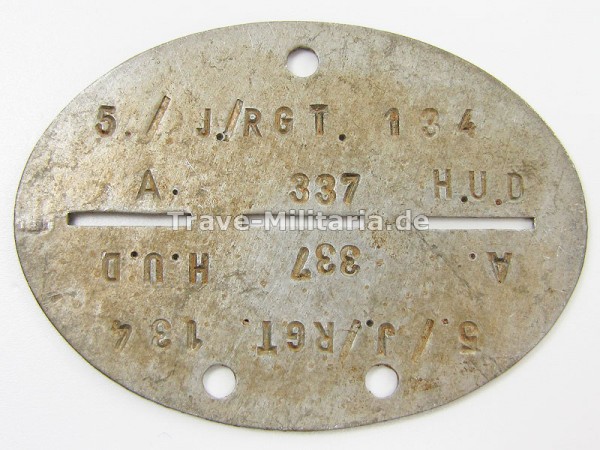 5./J./RGT. 134
A. 337 H.U.D
Trave-Militaria.de
A. 337 H.U.D
5./J./RGT. 134